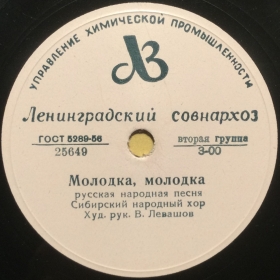 УПРАВЛЕНИЕ ХИМИЧЕСКОЙ ПРОМЫШЛЕННОСТИ
ЛЗ
Ленинградский совнархоз
ГОСТ 5289-56 вторая группа
25649 3-00
Молодка, молодка
русская народная песня
Сибирский народный хор
Худ. рук. В. Левашов